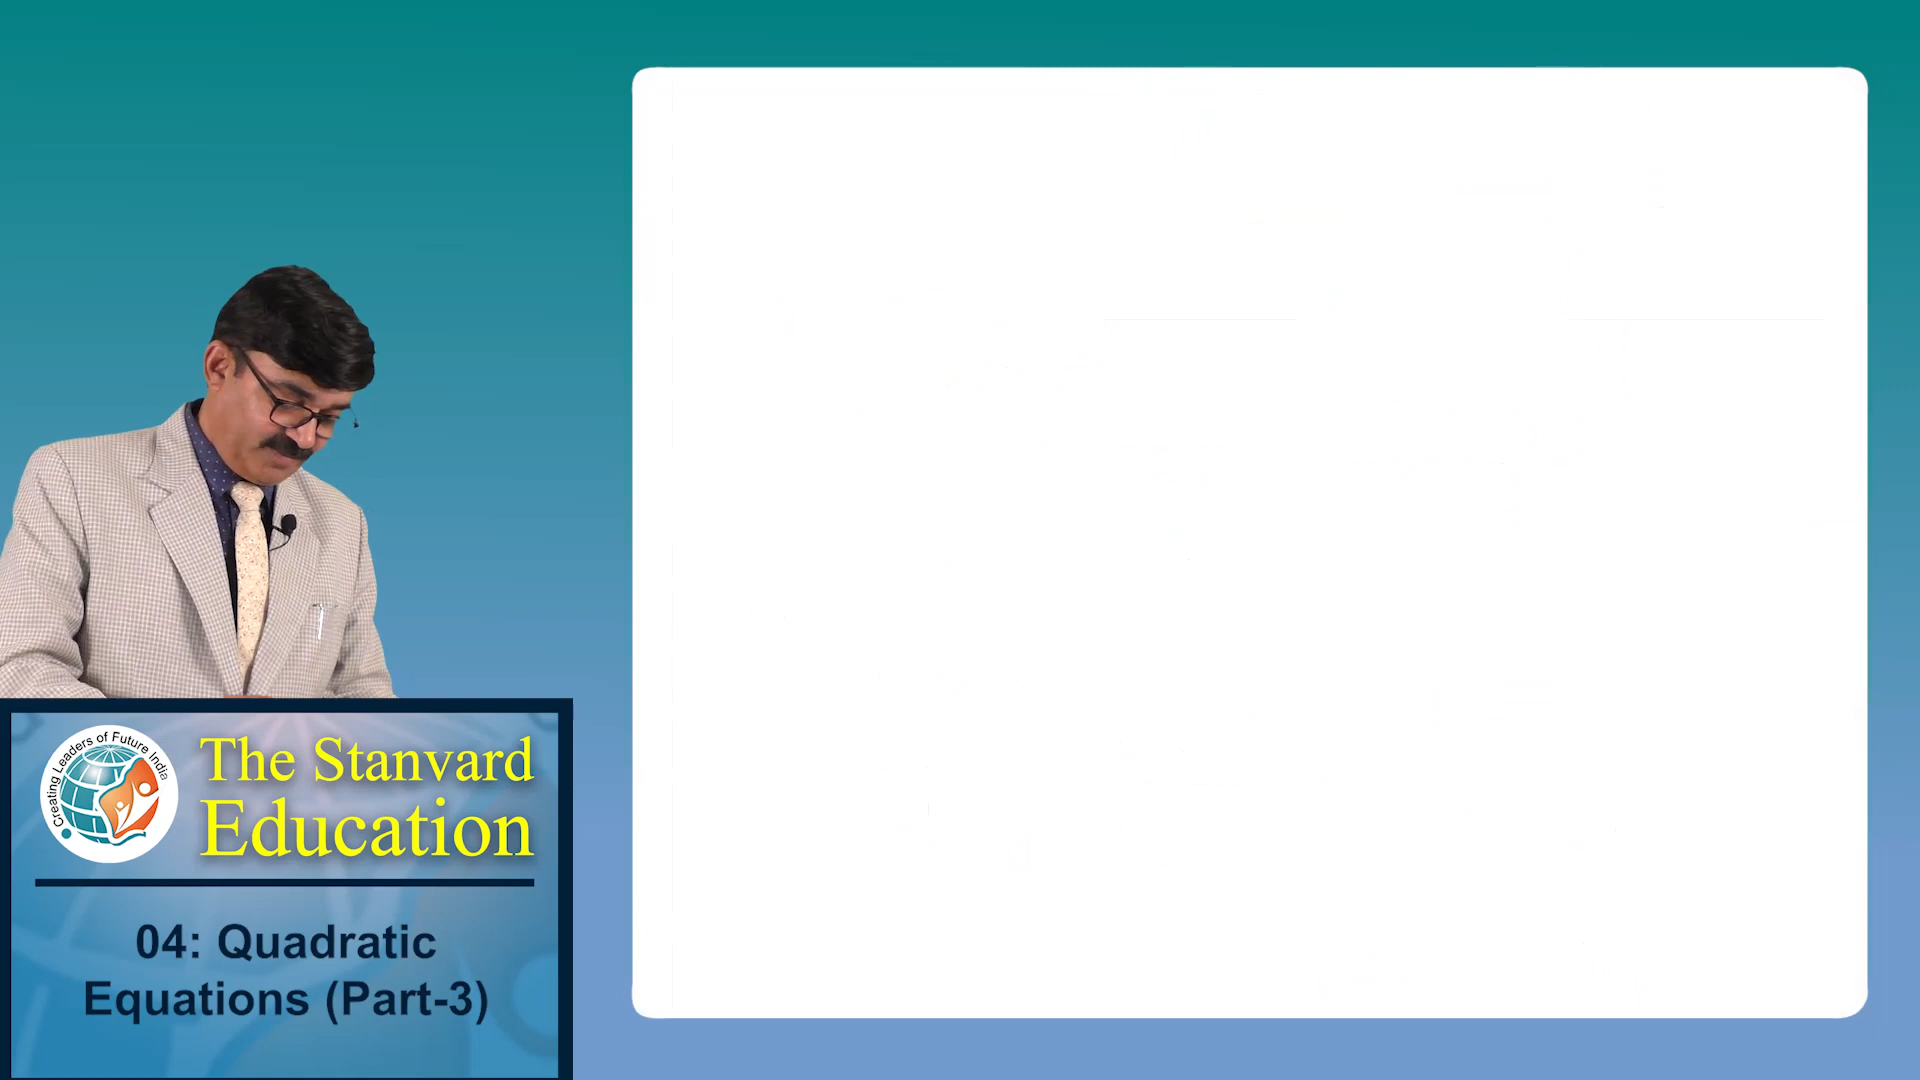 Creating Leaders of Future India
The Stanvard
Education
04: Quadratic
Equations (Part-3)